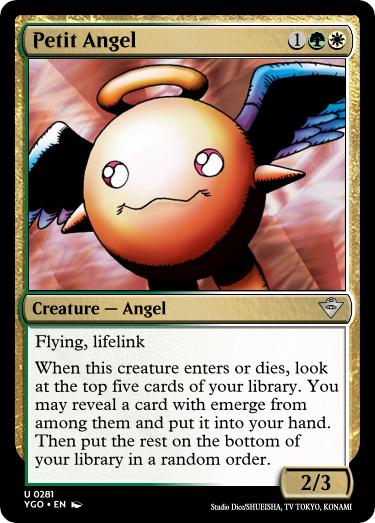 Petit Angel 1
Creature — Angel
Flying, lifelink
When this creature enters or dies, look
at the top five cards of your library. You
may reveal a card with emerge from
among them and put it into your hand.
Then put the rest on the bottom of
your library in a random order.
2/3
U 0281
YGO • EN
Studio Dice/SHUEISHA, TV TOKYO, KONAMI